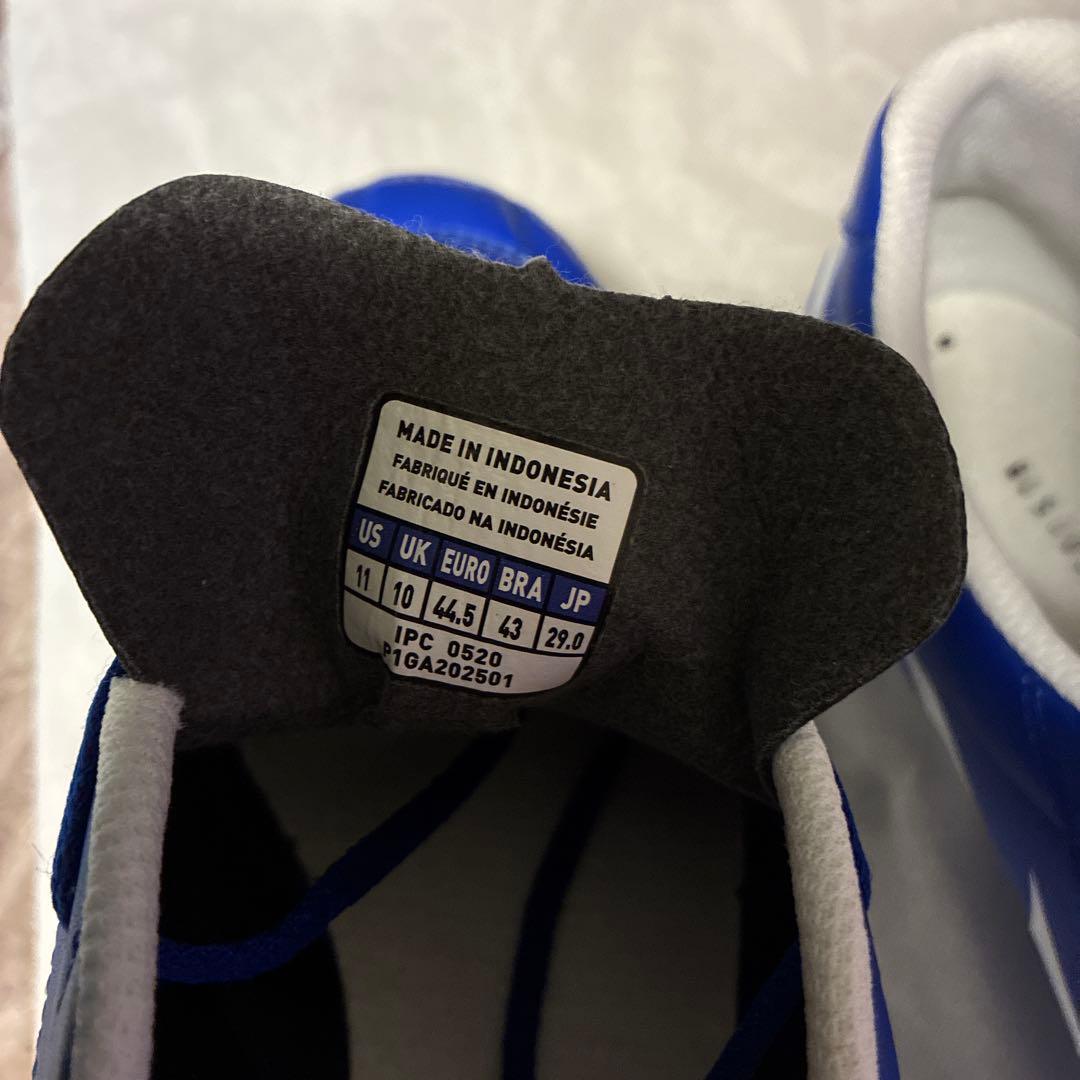 MADE IN INDONESIA
FABRIQUÉ EN INDONÉSIE
FABRICADO NA INDONÉSIA
US UK EURO BRA JP
11 10 44.5 43 29.0
IPC 0520
P1GA202501